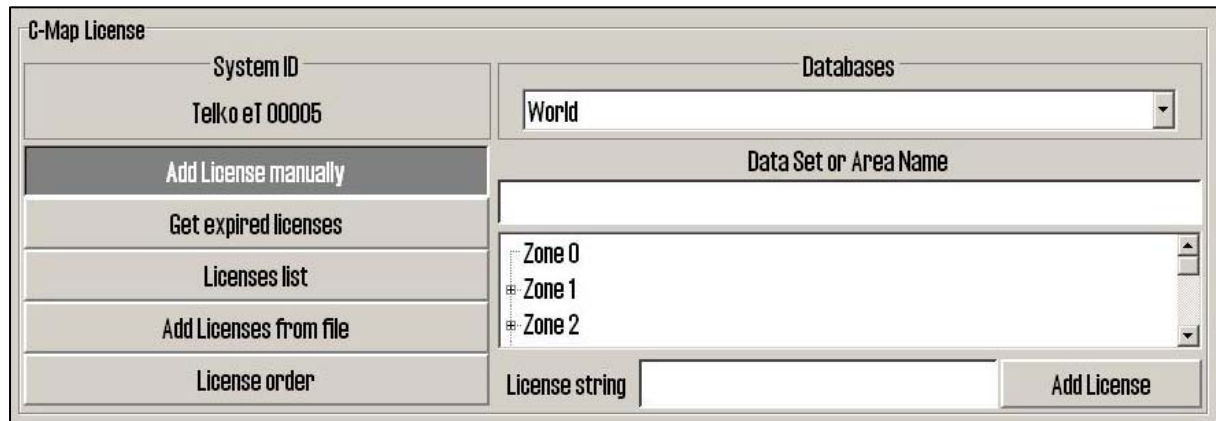 C-Map License
System ID
Telko eT 00005
Add License manually
Get expired licenses
Licenses list
Add Licenses from file
License order
Databases
World
Data Set or Area Name
Zone 0
Zone 1
Zone 2
License string
Add License